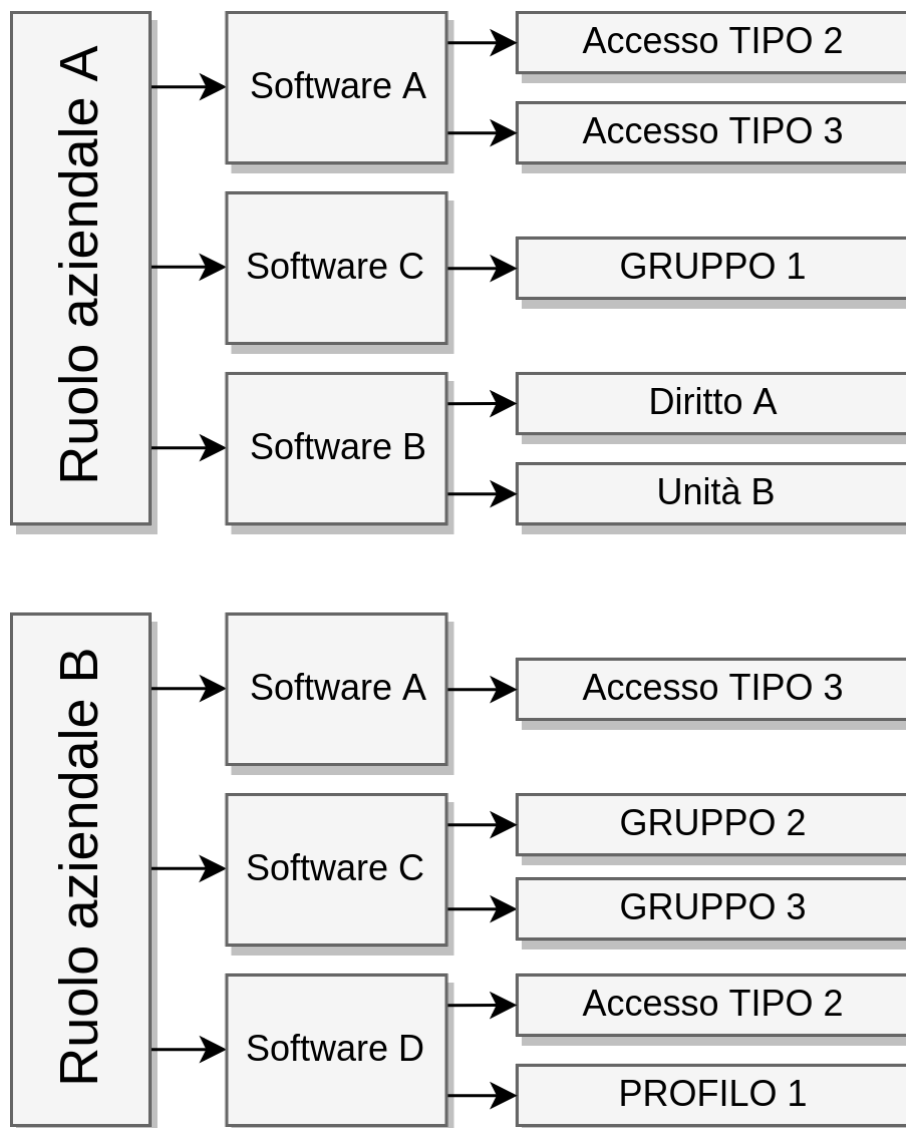 Ruolo aziendale A
Software A
Accesso TIPO 2
Accesso TIPO 3
Software C
GRUPPO 1
Software B
Diritto A
Unità B
Ruolo aziendale B
Software A
Accesso TIPO 3
Software C
GRUPPO 2
GRUPPO 3
Software D
Accesso TIPO 2
PROFILO 1